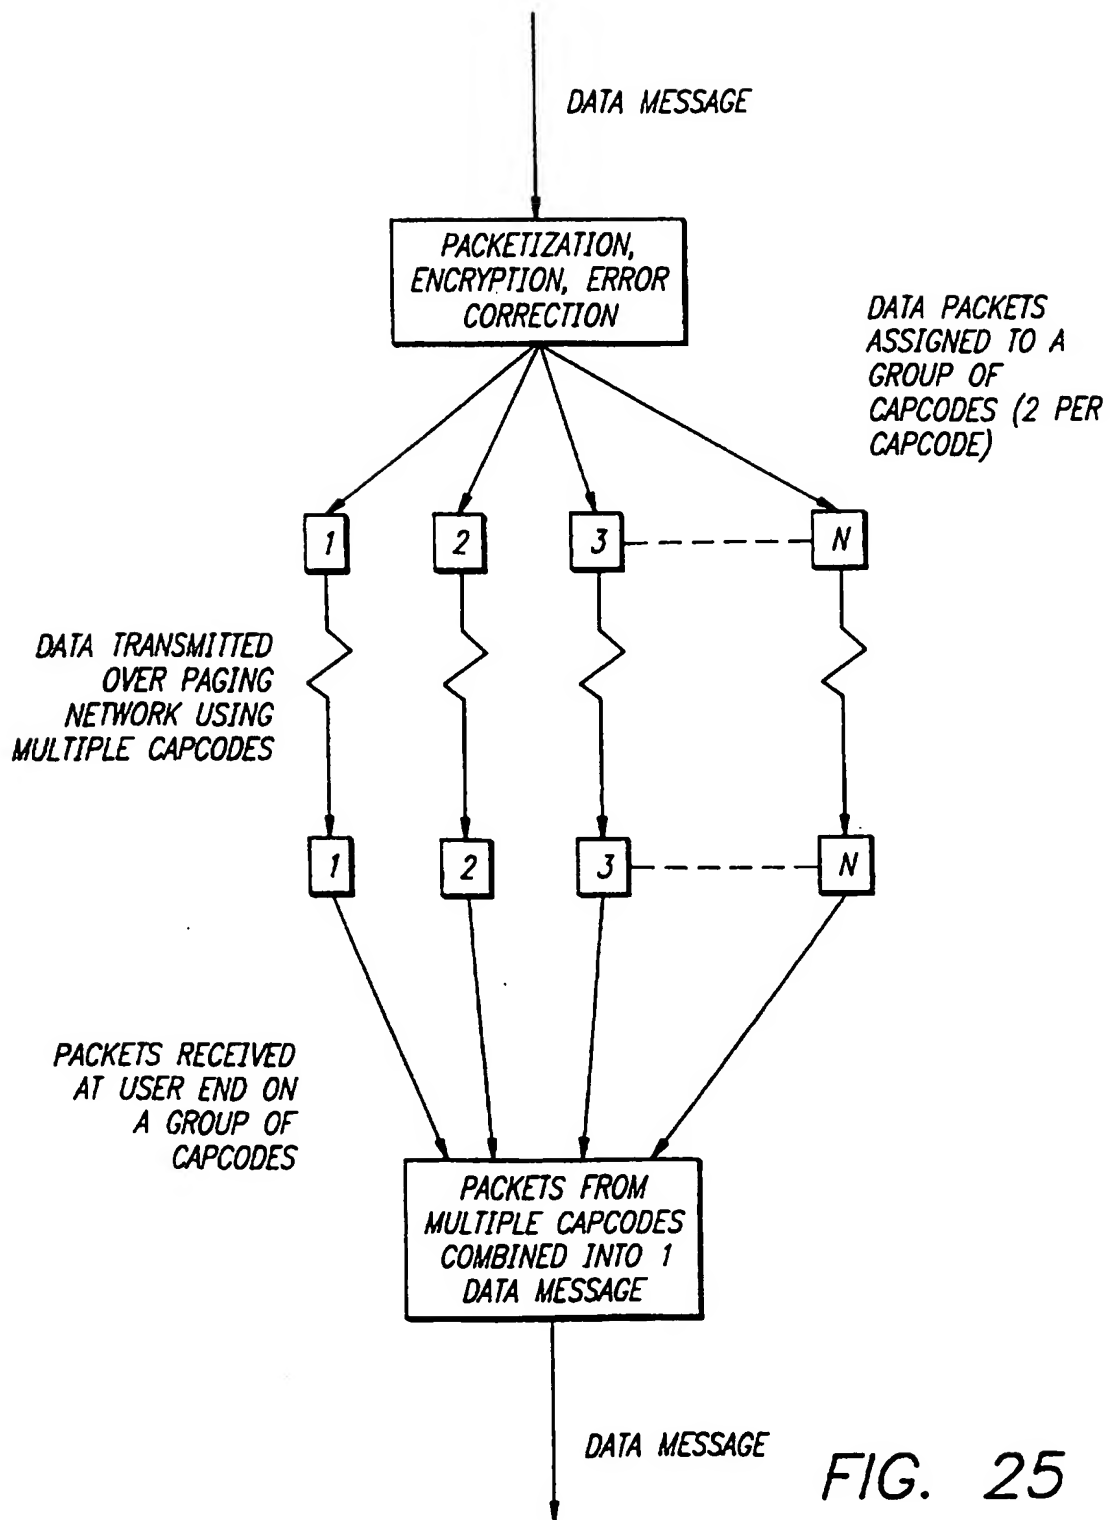 DATA MESSAGE
PACKETIZATION,
ENCRYPTION, ERROR
CORRECTION
DATA PACKETS
ASSIGNED TO A
GROUP OF
CAPCODES (2 PER
CAPCODE)
1
2
3
N
DATA TRANSMITTED
OVER PAGING
NETWORK USING
MULTIPLE CAPCODES
1
2
3
N
PACKETS RECEIVED
AT USER END ON
A GROUP OF
CAPCODES
PACKETS FROM
MULTIPLE CAPCODES
COMBINED INTO 1
DATA MESSAGE
DATA MESSAGE
FIG. 25